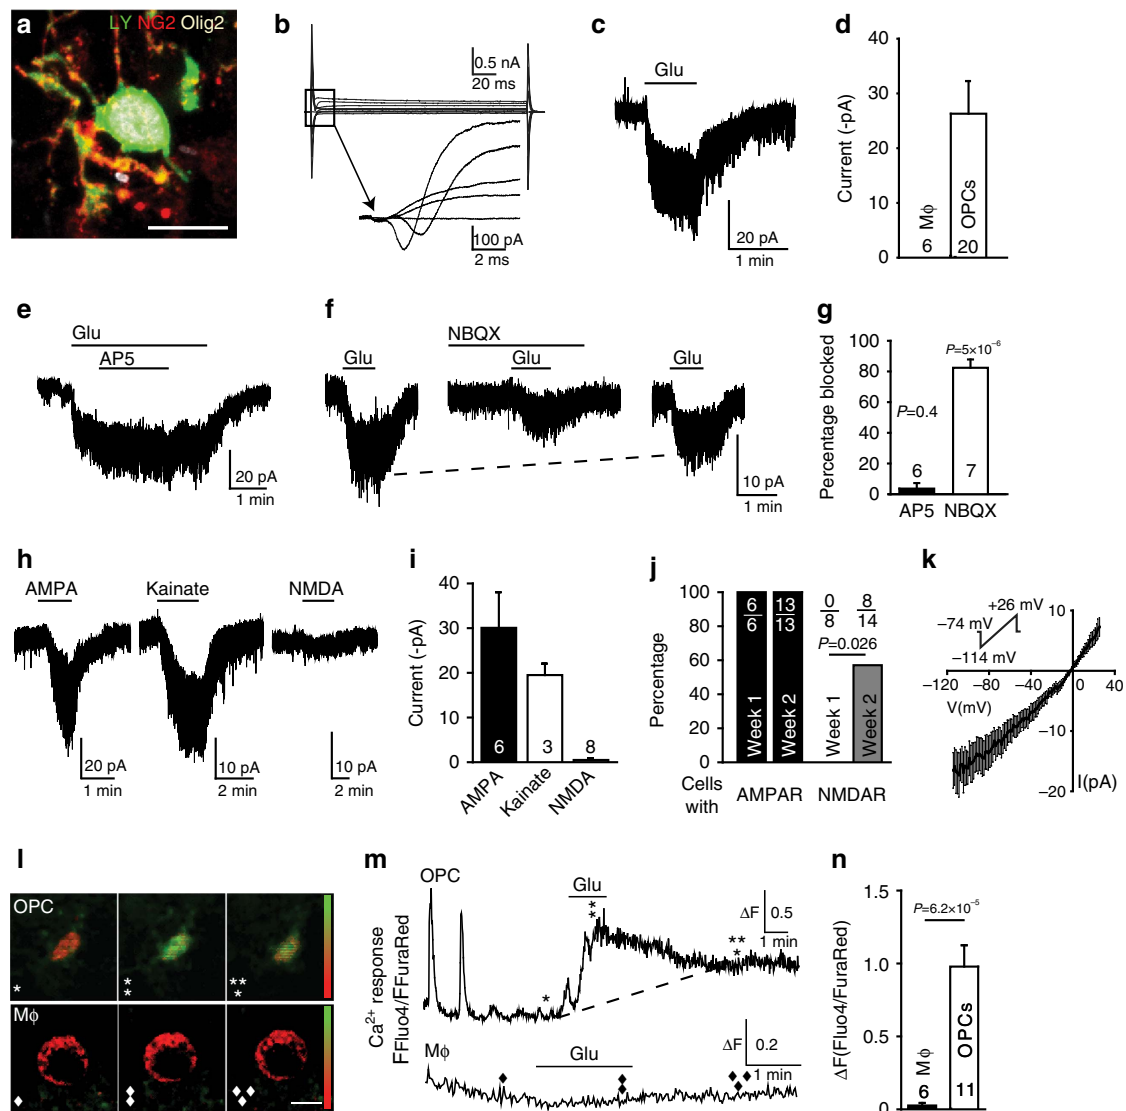 a
LY NG2 Olig2
b
0.5 nA
20 ms
100 pA
2 ms
c
Glu
20 pA
1 min
d
Current (-pA)
40
30
20
10
0
Mϕ
6
OPCs
20
e
Glu
AP5
20 pA
1 min
f
NBQX
Glu
Glu
Glu
10 pA
1 min
g
Percentage blocked
100
80
60
40
20
0
P=0.4
P=5×10⁻⁶
6
7
AP5 NBQX
h
AMPA
Kainate
NMDA
20 pA
1 min
10 pA
2 min
10 pA
2 min
i
Current (-pA)
40
30
20
10
0
6
3
8
AMPA
Kainate
NMDA
j
Percentage
100
80
60
40
20
0
6/6
13/13
0/8
8/14
P=0.026
Week 1
Week 2
Week 1
Week 2
Cells with
AMPAR NMDAR
k
+26 mV
−74 mV
−114 mV
10
−120 −80 −40 0 40
V(mV)
−10
−20
I(pA)
l
OPC
*
**
***
Mϕ
♦
♦♦
♦♦♦
m
Ca²⁺ response
FFluo4/FFuraRed
OPC
Glu
*
**
***
ΔF 0.5
1 min
Mϕ
Glu
♦
♦♦
♦♦♦
ΔF 0.2
1 min
n
ΔF(Fluo4/FuraRed)
1.5
1.0
0.5
0
P=6.2×10⁻⁵
Mϕ
6
OPCs
11